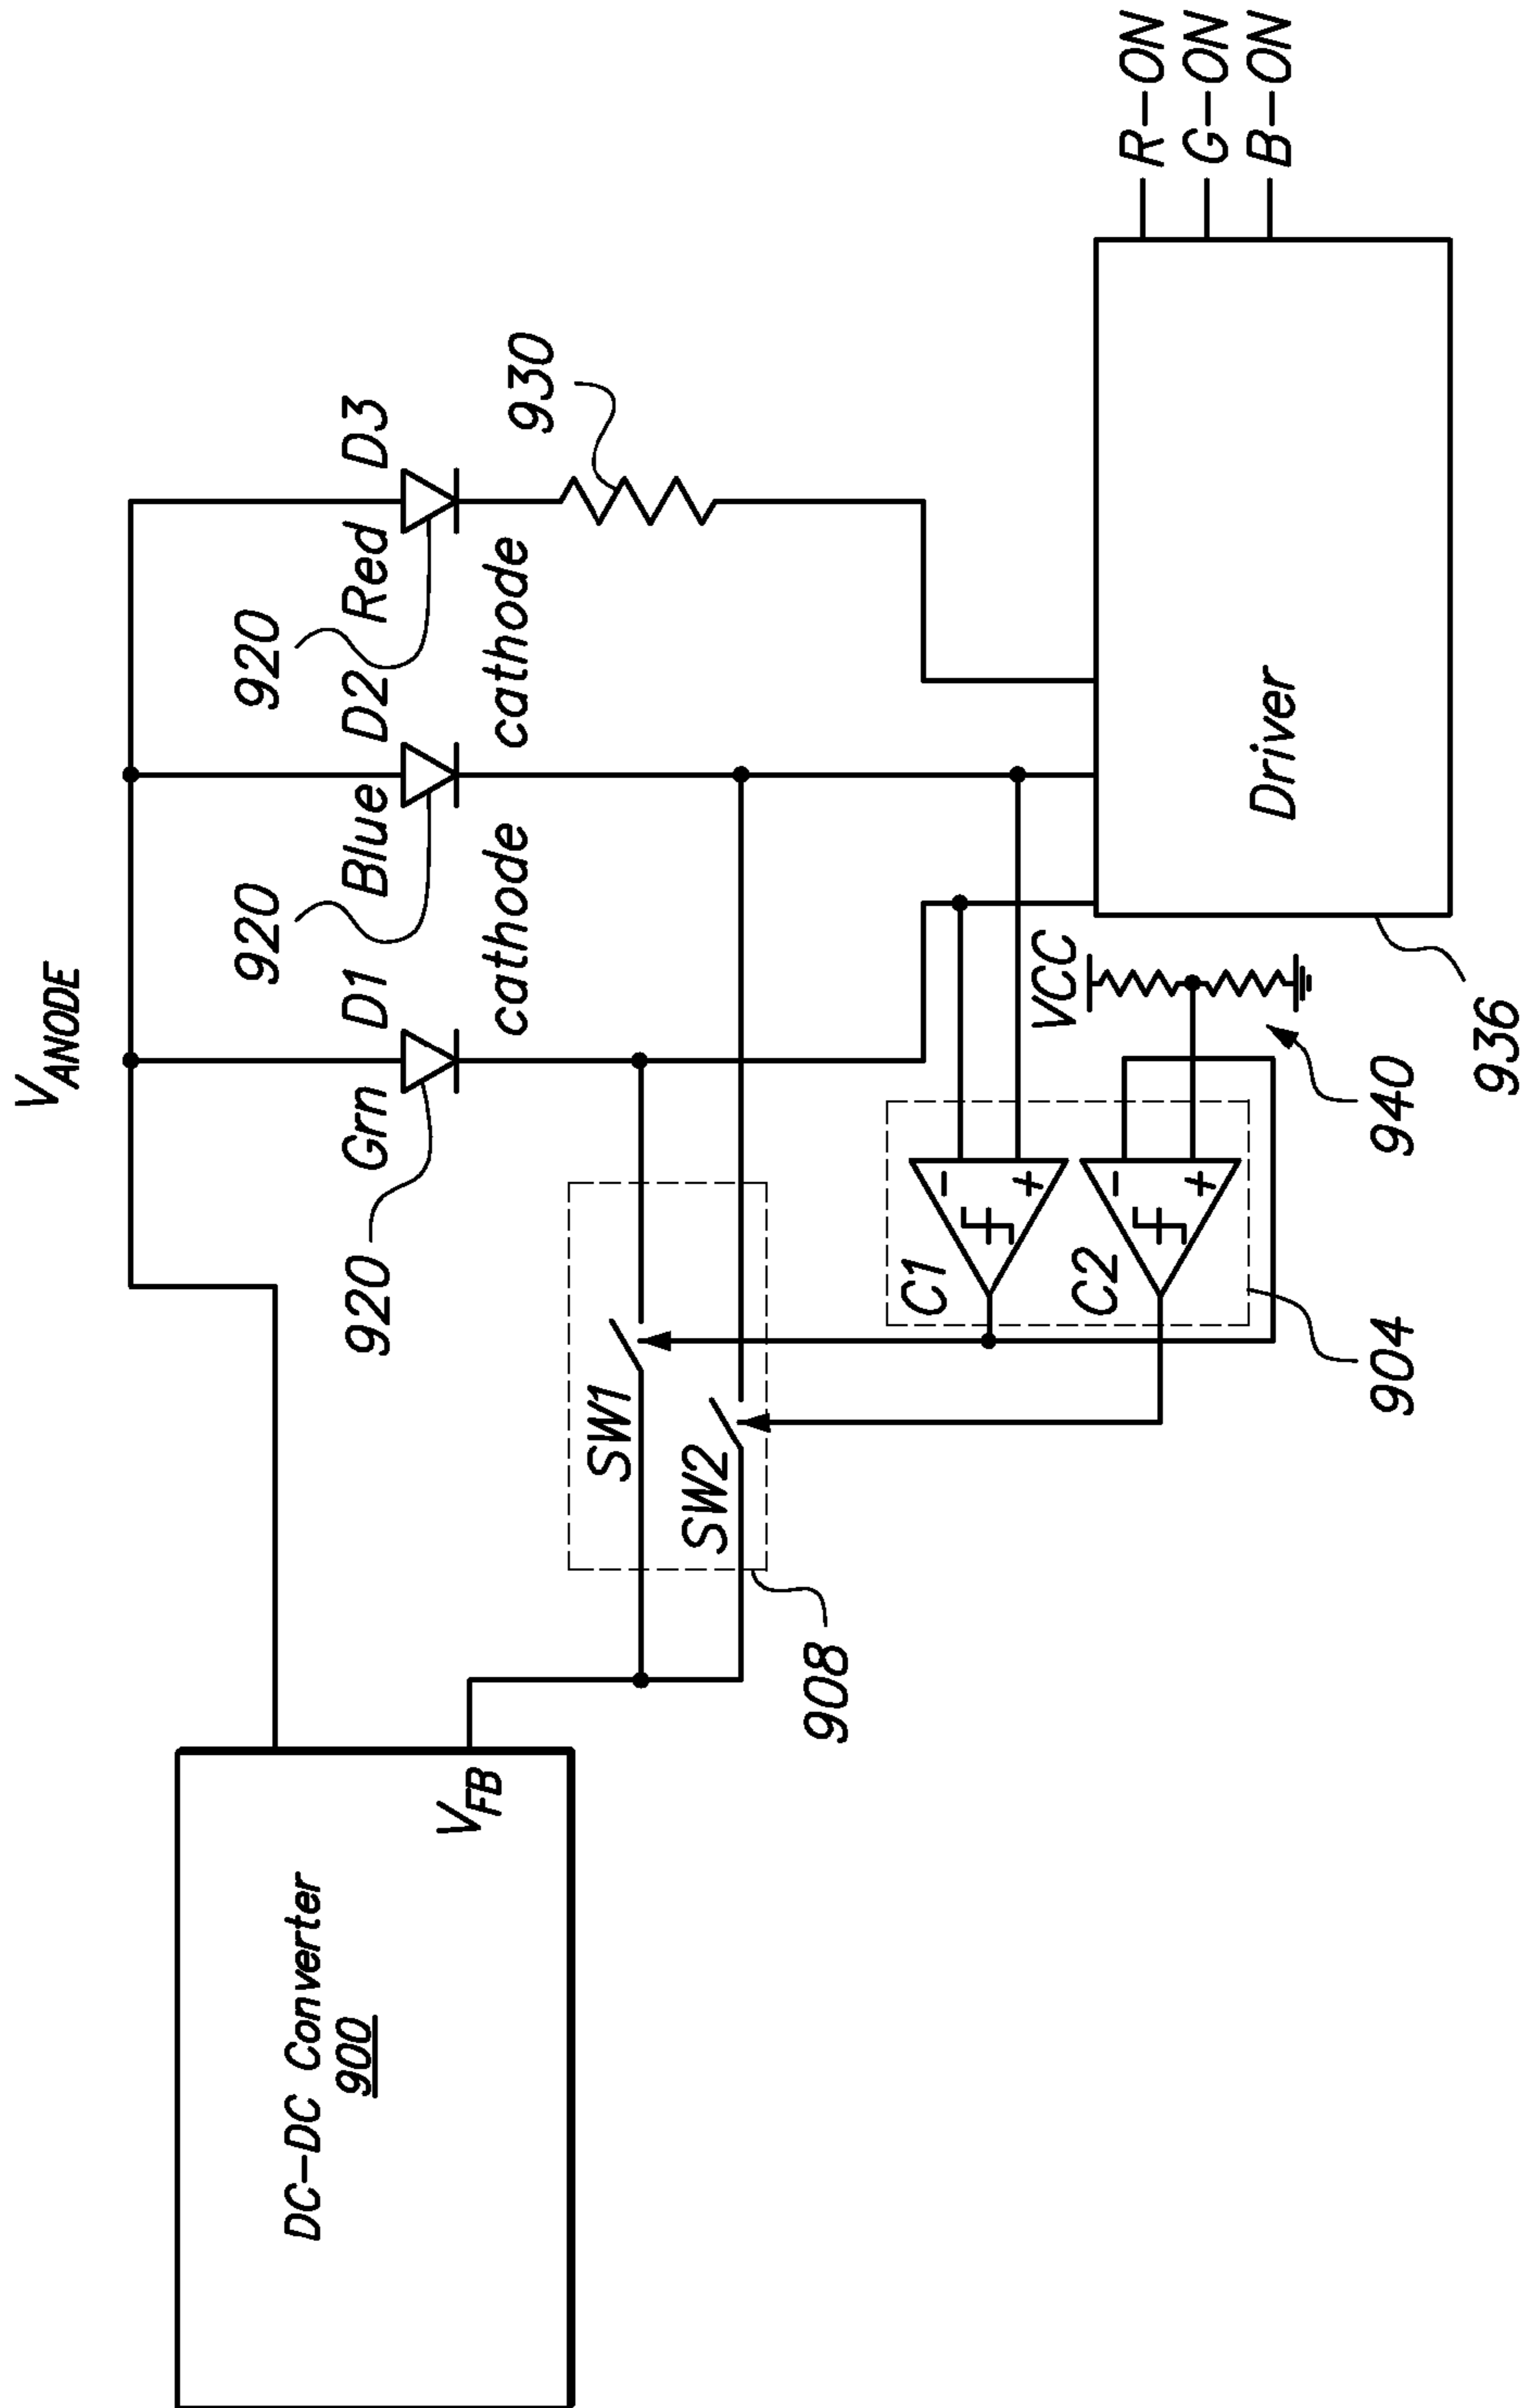 V_ANODE
920
920
Grn D1
Blue D2
Red D3
920
cathode
cathode
930
DC-DC Converter
900
V_FB
SW1
SW2
908
C1
-
+
C2
-
+
904
VCC
940
Driver
936
R-ON
G-ON
B-ON